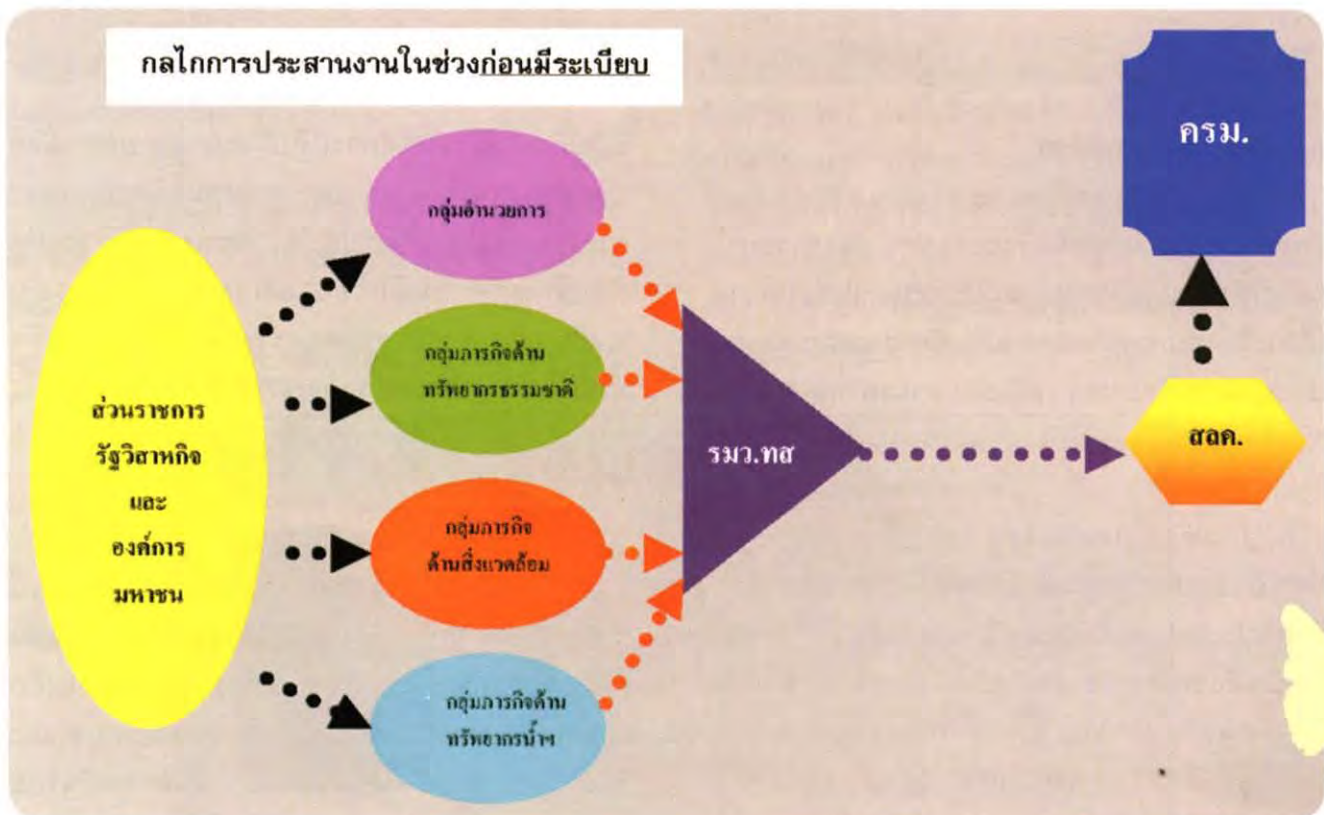 กลไกการประสานงานในช่วงก่อนมีระเบียบ
ส่วนราชการ
รัฐวิสาหกิจ
และ
องค์การ
มหาชน
กลุ่มอำนวยการ
กลุ่มภารกิจด้าน
ทรัพยากรธรรมชาติ
กลุ่มภารกิจ
ด้านสิ่งแวดล้อม
กลุ่มภารกิจด้าน
ทรัพยากรน้ำฯ
รมว.ทส
สลค.
ครม.